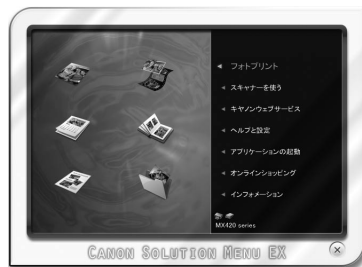 フォトプリント
スキャナーを使う
キヤノンウェブサービス
ヘルプと設定
アプリケーションの起動
オンラインショッピング
インフォメーション
MX420 series
CANON SOLUTION MENU EX